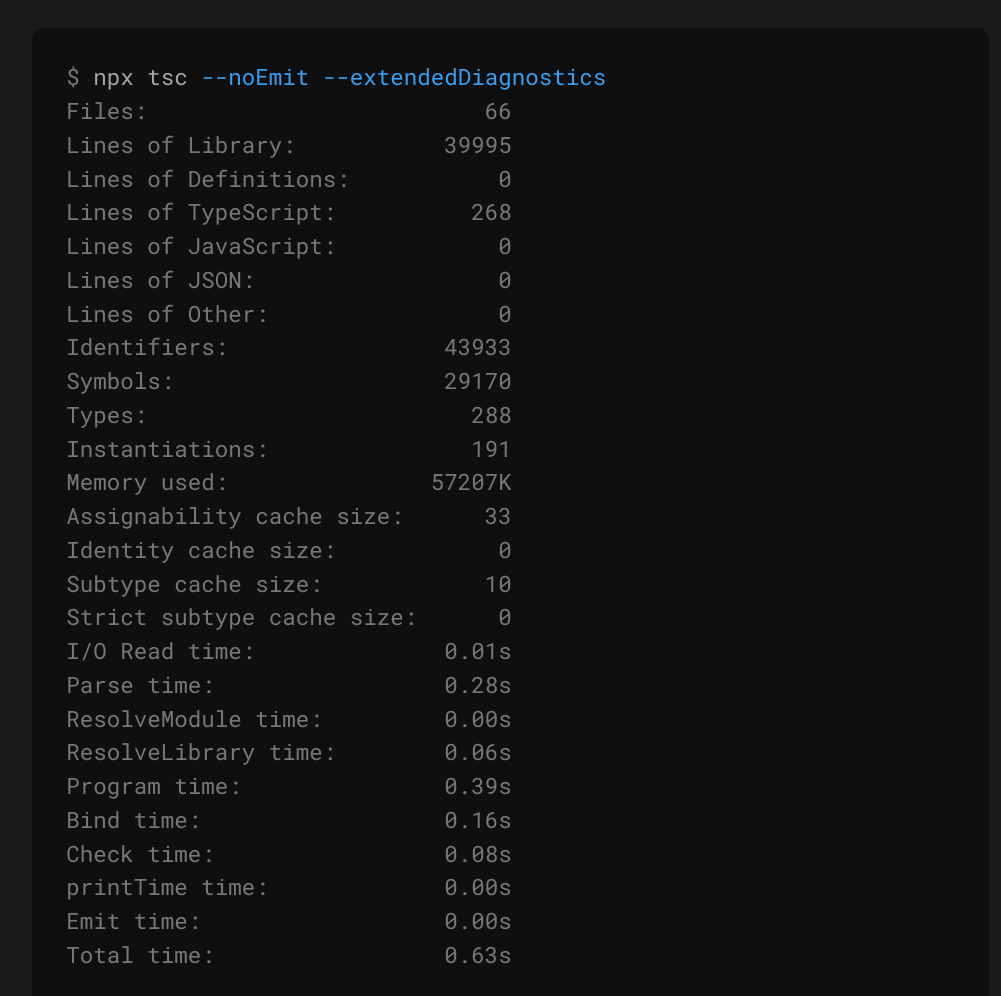 $ npx tsc --noEmit --extendedDiagnostics
Files:                         66
Lines of Library:           39995
Lines of Definitions:           0
Lines of TypeScript:          268
Lines of JavaScript:            0
Lines of JSON:                  0
Lines of Other:                 0
Identifiers:                43933
Symbols:                    29170
Types:                        288
Instantiations:               191
Memory used:               57207K
Assignability cache size:      33
Identity cache size:            0
Subtype cache size:            10
Strict subtype cache size:      0
I/O Read time:              0.01s
Parse time:                 0.28s
ResolveModule time:         0.00s
ResolveLibrary time:        0.06s
Program time:               0.39s
Bind time:                  0.16s
Check time:                 0.08s
printTime time:             0.00s
Emit time:                  0.00s
Total time:                 0.63s